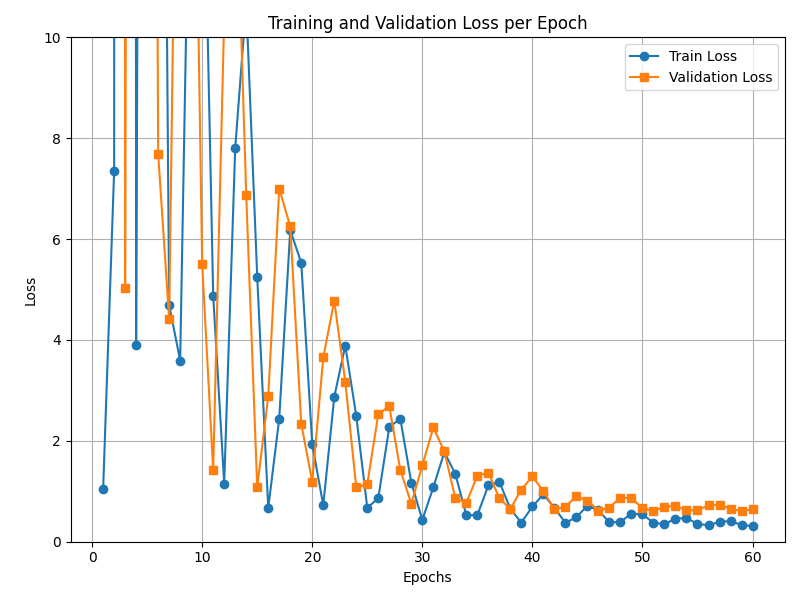 Training and Validation Loss per Epoch
Train Loss
Validation Loss
Loss
10
8
6
4
2
0
0 10 20 30 40 50 60
Epochs